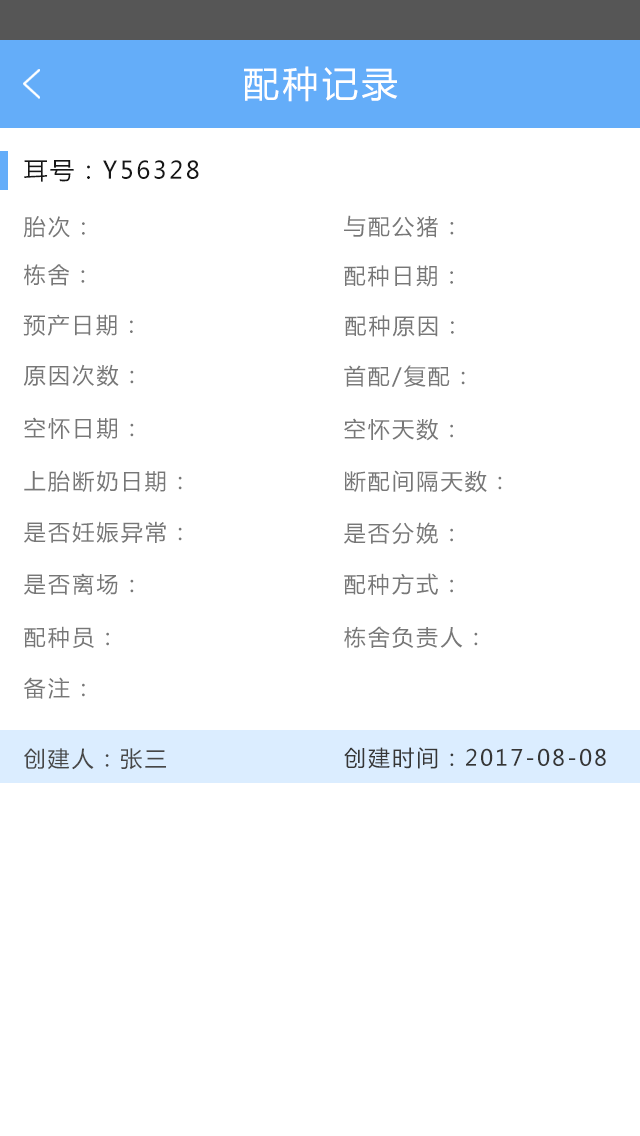 配种记录
耳号：Y56328
胎次： 与配公猪：
栋舍： 配种日期：
预产日期： 配种原因：
原因次数： 首配/复配：
空怀日期： 空怀天数：
上胎断奶日期： 断配间隔天数：
是否妊娠异常： 是否分娩：
是否离场： 配种方式：
配种员： 栋舍负责人：
备注：
创建人：张三 创建时间：2017-08-08